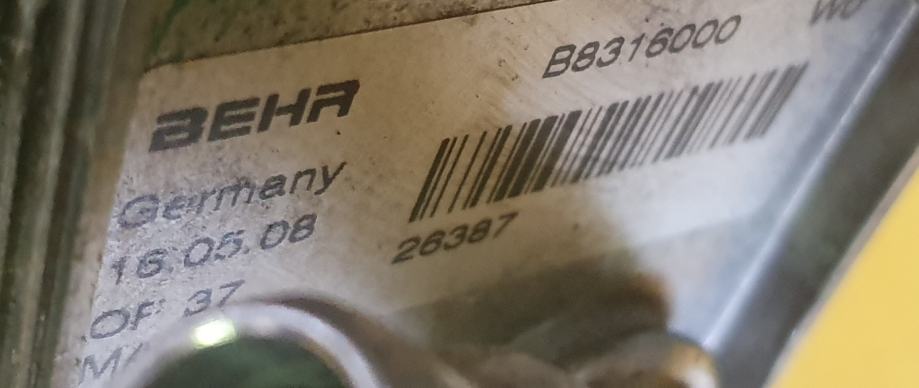 B8316000
BEHR
Germany
16.05.08
26387
OF 37